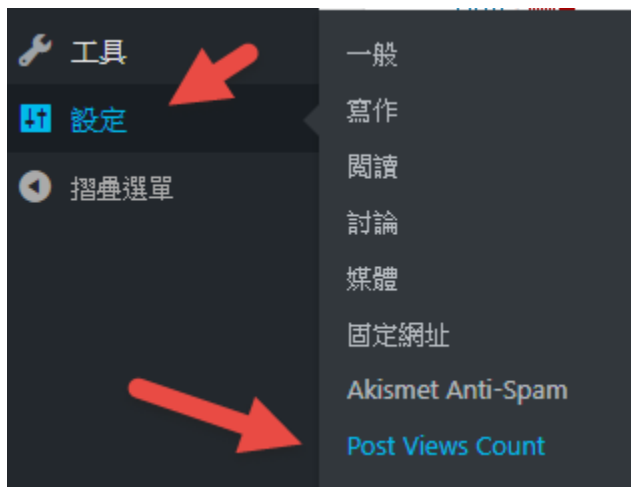 工具
設定
摺疊選單
一般
寫作
閱讀
討論
媒體
固定網址
Akismet Anti-Spam
Post Views Count